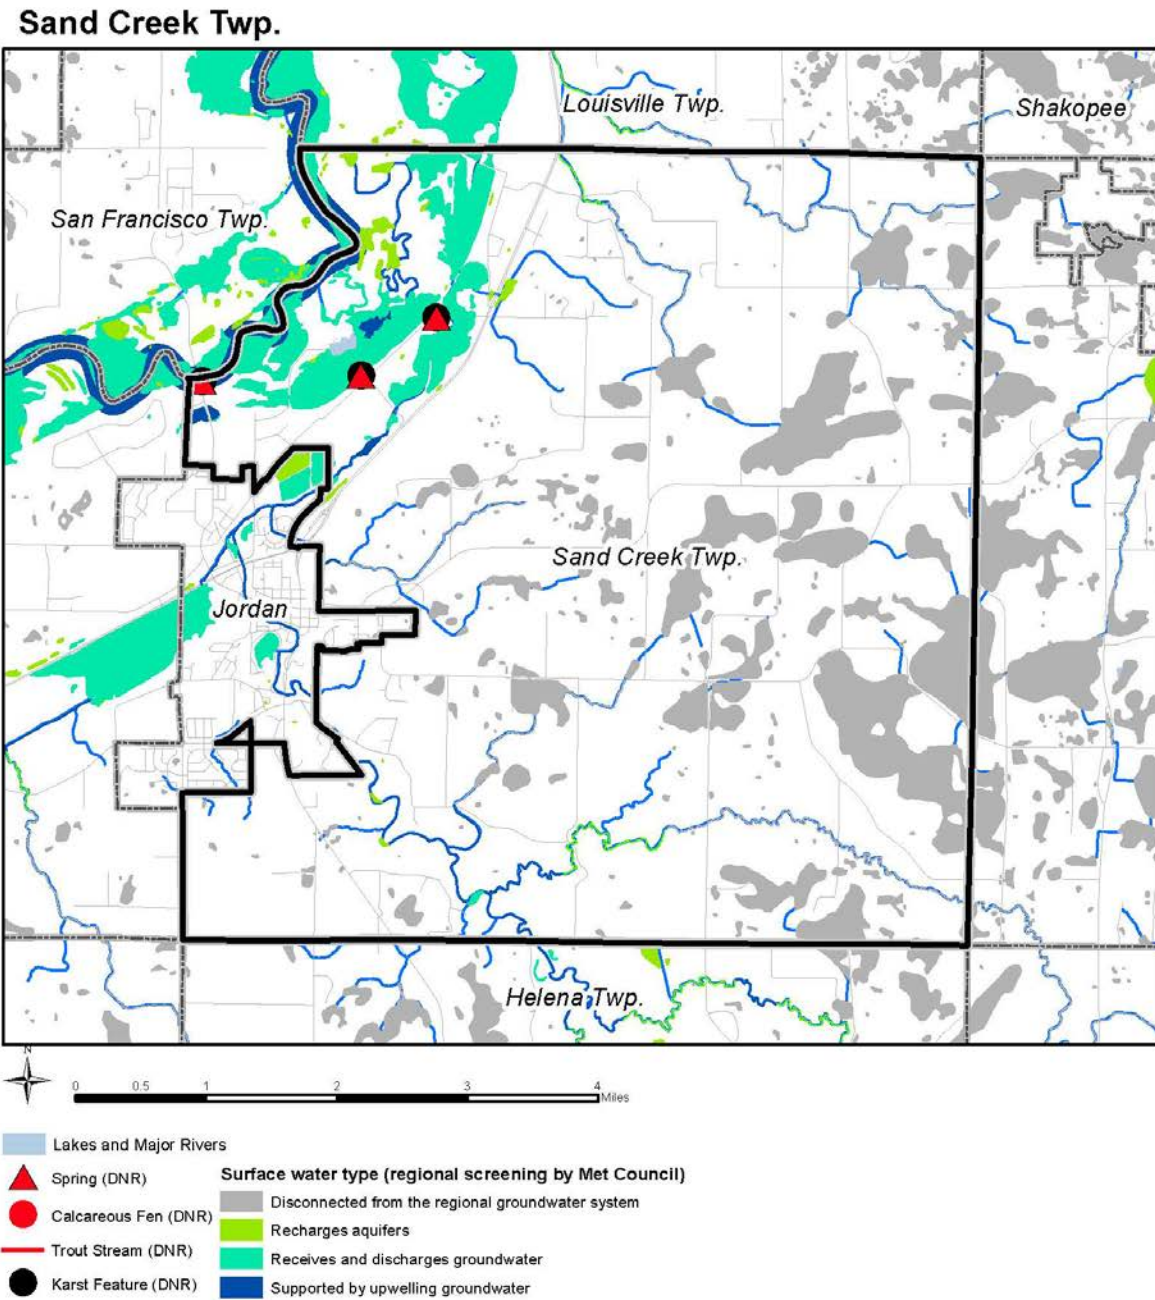 Sand Creek Twp.
Louisville Twp.
Shakopee
San Francisco Twp.
Sand Creek Twp.
Jordan
Helena Twp.
N
0 0.5 1 2 3 4
Miles
Lakes and Major Rivers
Spring (DNR)
Calcareous Fen (DNR)
Trout Stream (DNR)
Karst Feature (DNR)
Surface water type (regional screening by Met Council)
Disconnected from the regional groundwater system
Recharges aquifers
Receives and discharges groundwater
Supported by upwelling groundwater